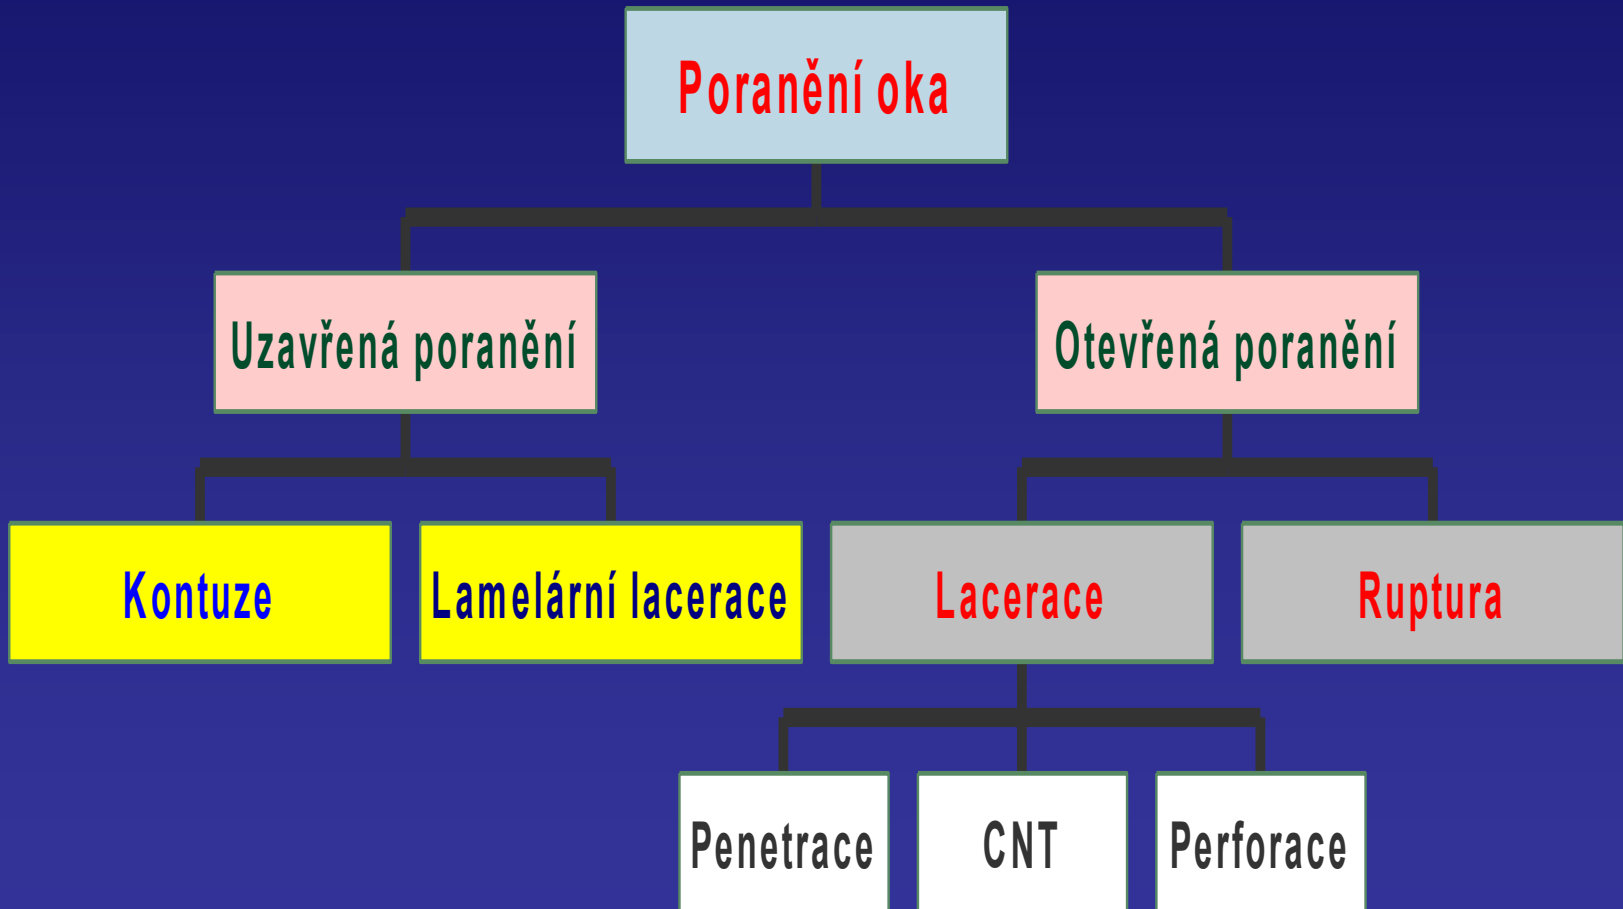 Poranění oka
Uzavřená poranění
Otevřená poranění
Kontuze
Lamelární lacerace
Lacerace
Ruptura
Penetrace
CNT
Perforace